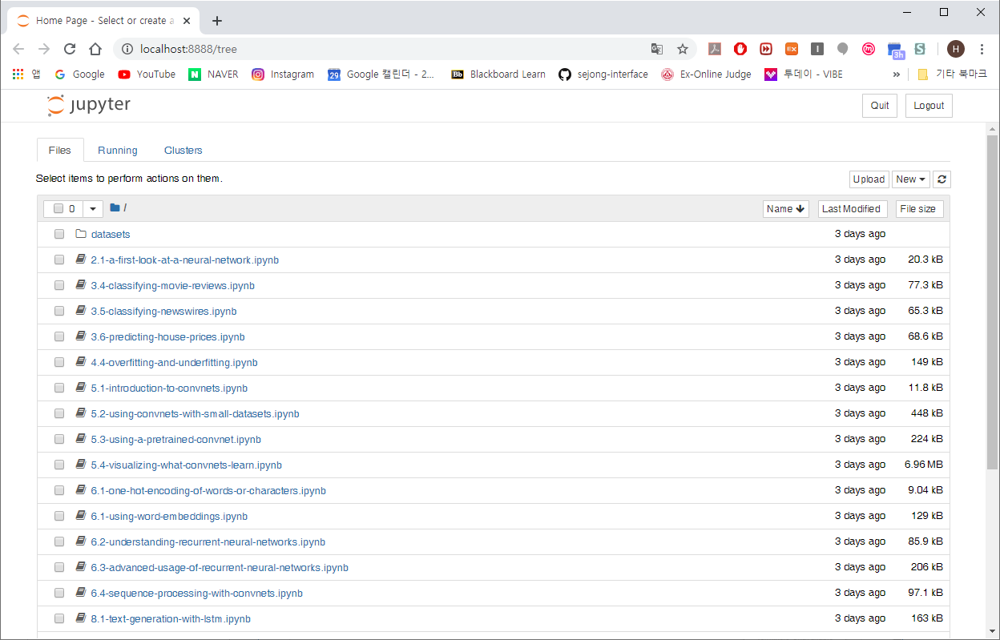 Home Page - Select or create a
localhost:8888/tree
H
3h
앱 Google YouTube NAVER Instagram Google 캘린더 - 2... Blackboard Learn sejong-interface Ex-Online Judge 투데이 - VIBE » 기타 북마크
jupyter Quit Logout
Files Running Clusters
Select items to perform actions on them. Upload New
0 / Name Last Modified File size
datasets 3 days ago
2.1-a-first-look-at-a-neural-network.ipynb 3 days ago 20.3 kB
3.4-classifying-movie-reviews.ipynb 3 days ago 77.3 kB
3.5-classifying-newswires.ipynb 3 days ago 65.3 kB
3.6-predicting-house-prices.ipynb 3 days ago 68.6 kB
4.4-overfitting-and-underfitting.ipynb 3 days ago 149 kB
5.1-introduction-to-convnets.ipynb 3 days ago 11.8 kB
5.2-using-convnets-with-small-datasets.ipynb 3 days ago 448 kB
5.3-using-a-pretrained-convnet.ipynb 3 days ago 224 kB
5.4-visualizing-what-convnets-learn.ipynb 3 days ago 6.96 MB
6.1-one-hot-encoding-of-words-or-characters.ipynb 3 days ago 9.04 kB
6.1-using-word-embeddings.ipynb 3 days ago 129 kB
6.2-understanding-recurrent-neural-networks.ipynb 3 days ago 85.9 kB
6.3-advanced-usage-of-recurrent-neural-networks.ipynb 3 days ago 206 kB
6.4-sequence-processing-with-convnets.ipynb 3 days ago 97.1 kB
8.1-text-generation-with-lstm.ipynb 3 days ago 163 kB